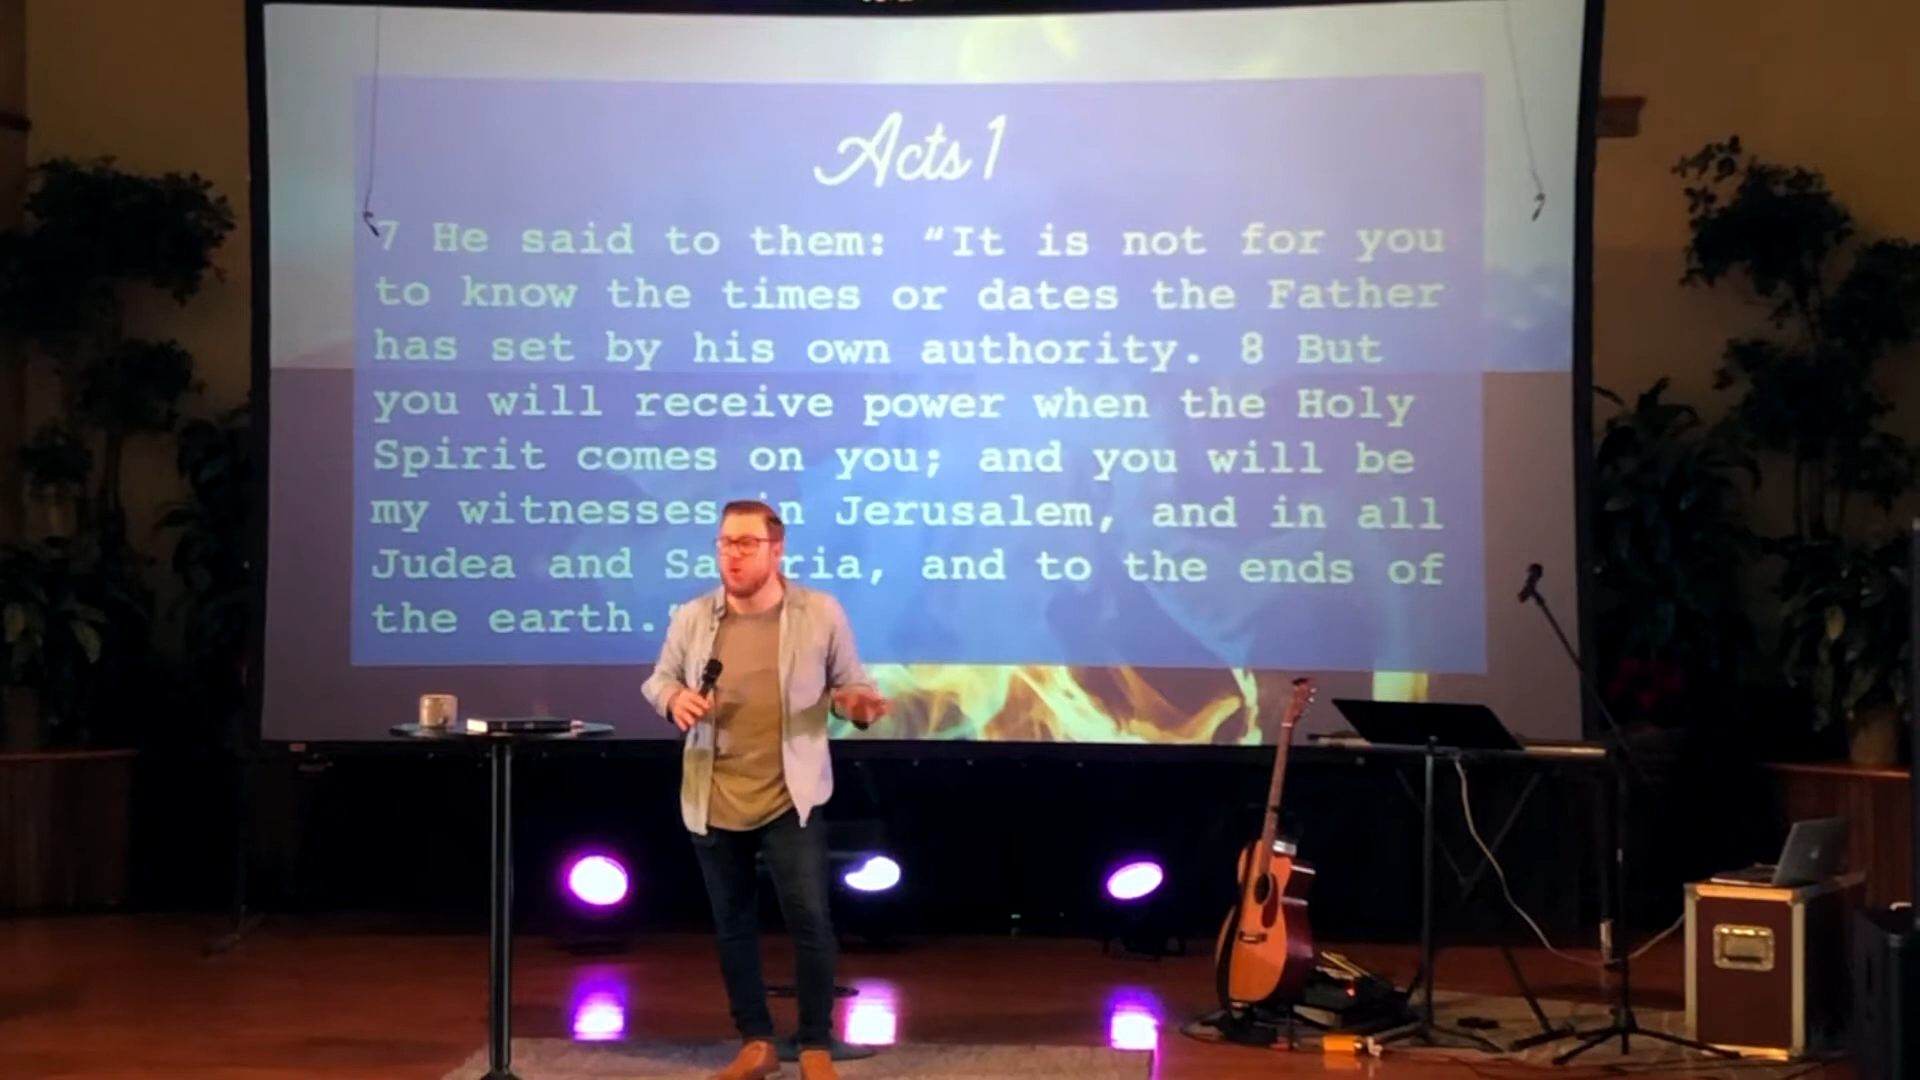 Acts 1
7 He said to them: “It is not for you
to know the times or dates the Father
has set by his own authority. 8 But
you will receive power when the Holy
Spirit comes on you; and you will be
my witnesses in Jerusalem, and in all
Judea and Samaria, and to the ends of
the earth.”